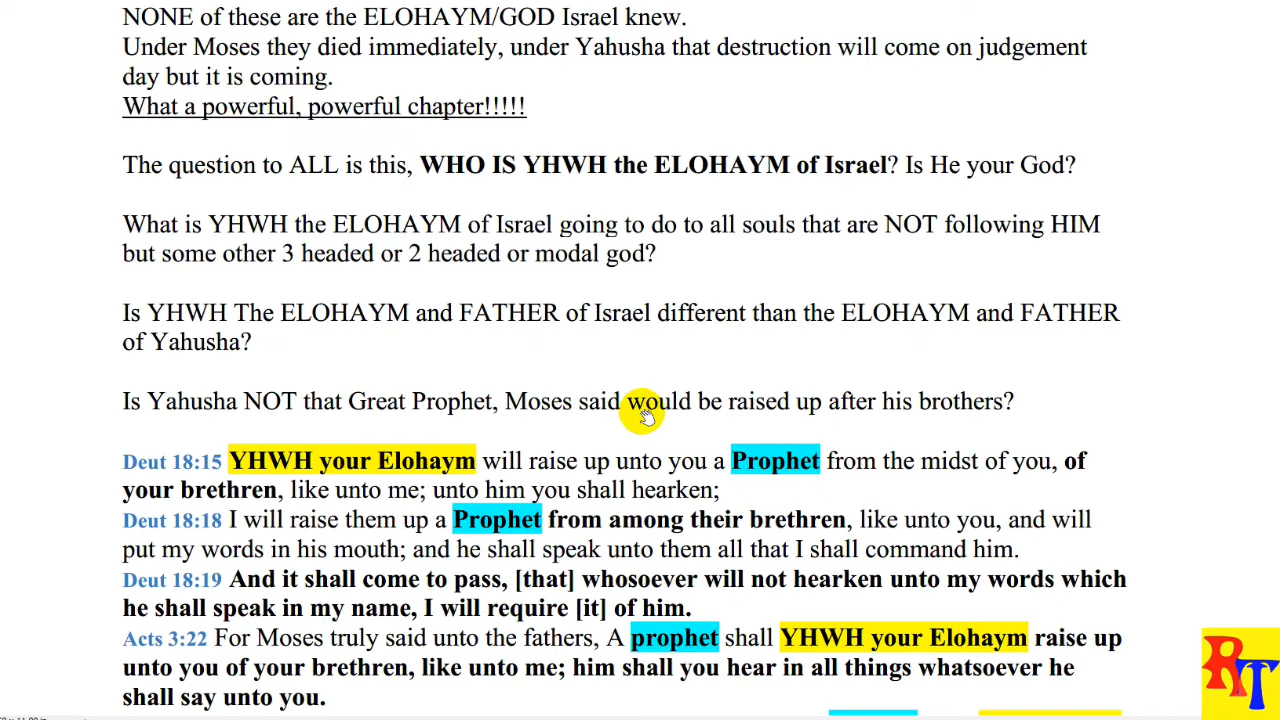 NONE of these are the ELOHAYM/GOD Israel knew.
Under Moses they died immediately, under Yahusha that destruction will come on judgement
day but it is coming.
What a powerful, powerful chapter!!!!!
The question to ALL is this, WHO IS YHWH the ELOHAYM of Israel? Is He your God?
What is YHWH the ELOHAYM of Israel going to do to all souls that are NOT following HIM
but some other 3 headed or 2 headed or modal god?
Is YHWH The ELOHAYM and FATHER of Israel different than the ELOHAYM and FATHER
of Yahusha?
Is Yahusha NOT that Great Prophet, Moses said would be raised up after his brothers?
Deut 18:15 YHWH your Elohaym will raise up unto you a Prophet from the midst of you, of
your brethren, like unto me; unto him you shall hearken;
Deut 18:18 I will raise them up a Prophet from among their brethren, like unto you, and will
put my words in his mouth; and he shall speak unto them all that I shall command him.
Deut 18:19 And it shall come to pass, [that] whosoever will not hearken unto my words which
he shall speak in my name, I will require [it] of him.
Acts 3:22 For Moses truly said unto the fathers, A prophet shall YHWH your Elohaym raise up
unto you of your brethren, like unto me; him shall you hear in all things whatsoever he
shall say unto you.
RT